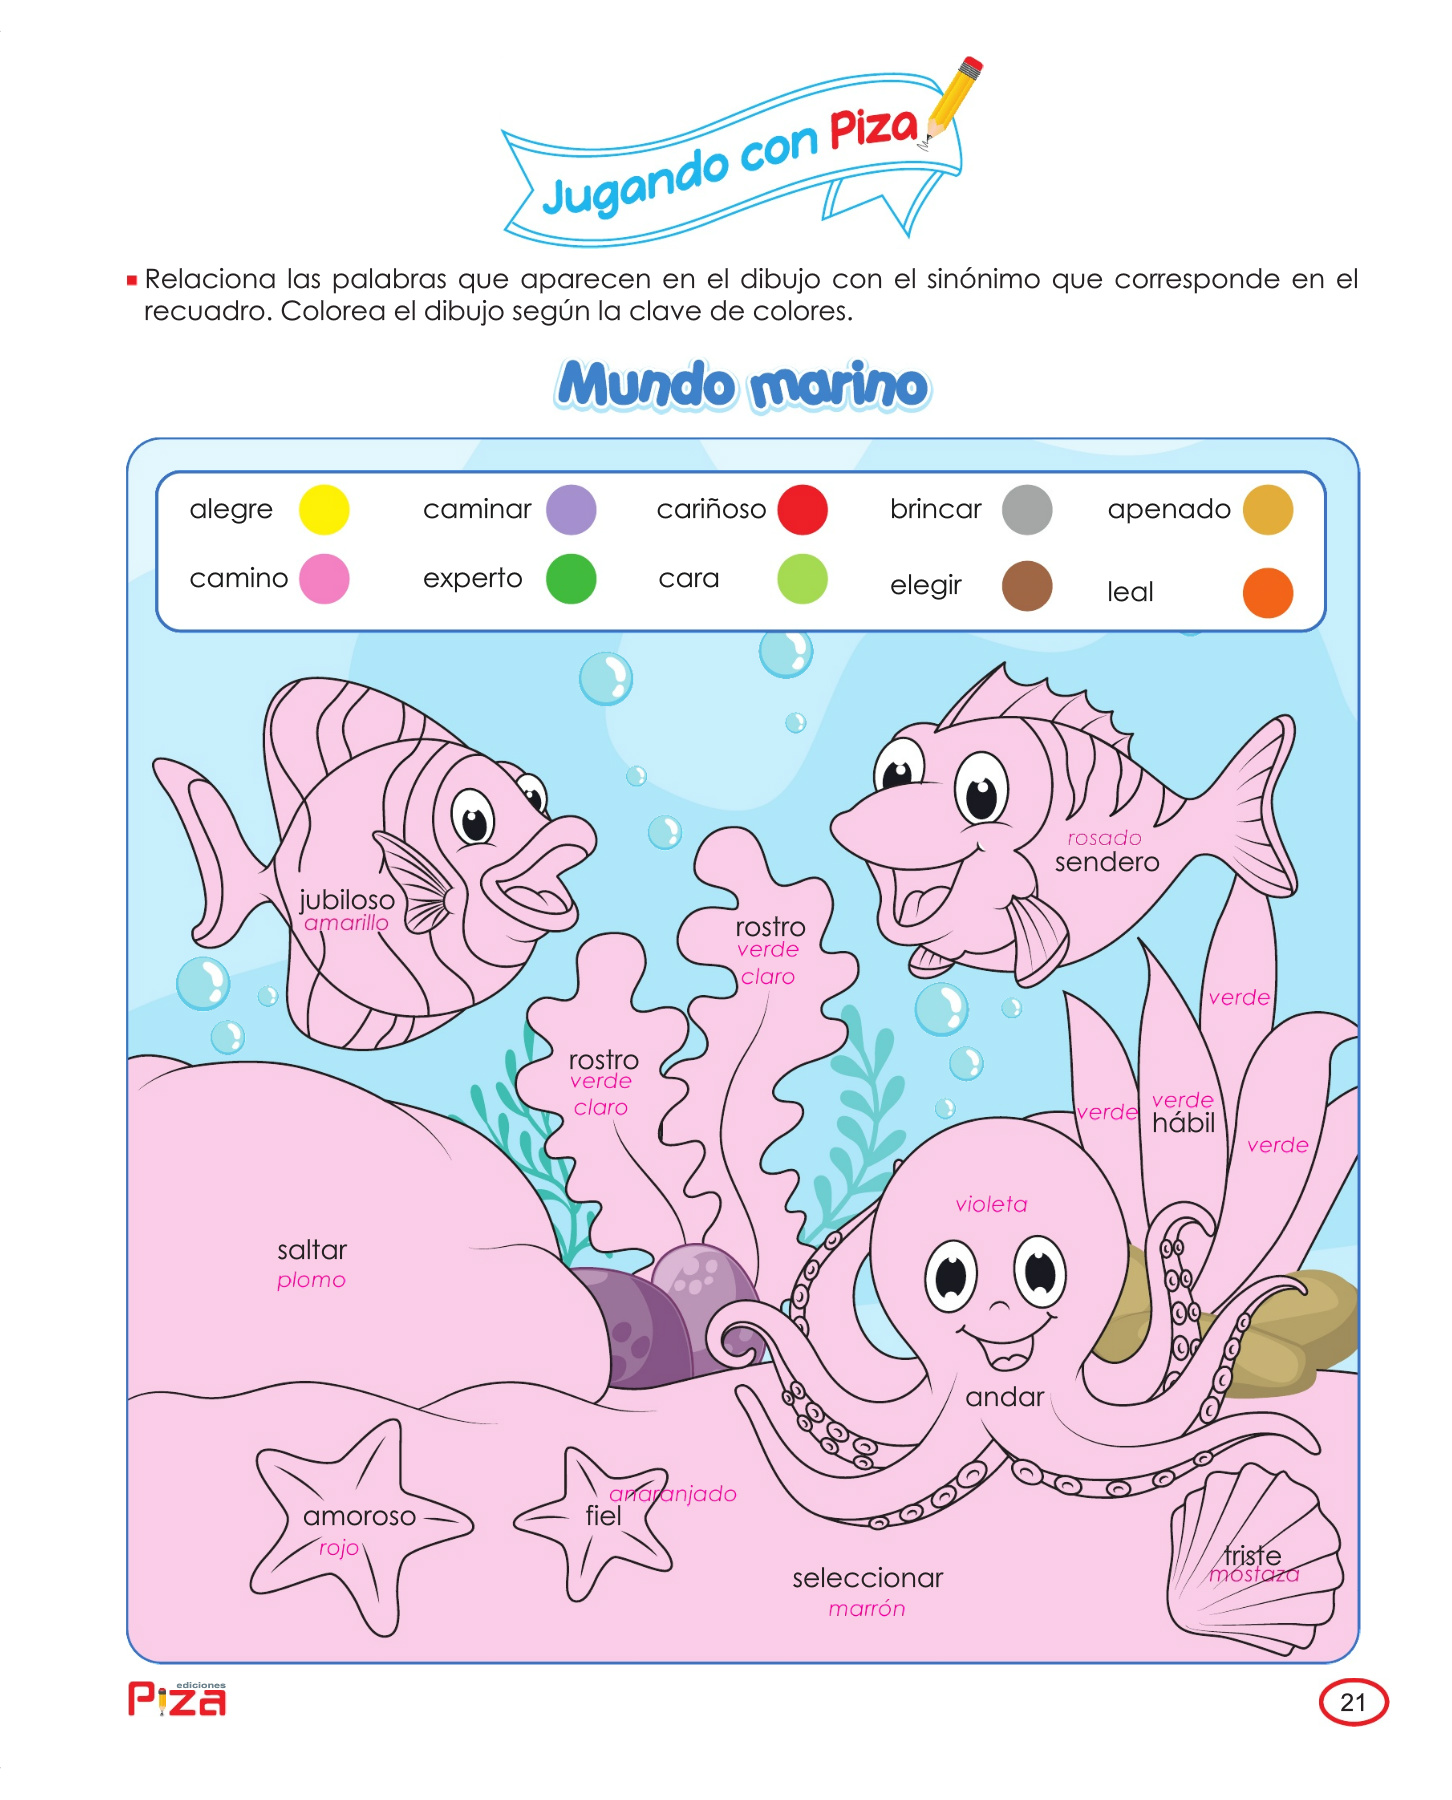 Jugando con Piza
Relaciona las palabras que aparecen en el dibujo con el sinónimo que corresponde en el
recuadro. Colorea el dibujo según la clave de colores.
Mundo marino
alegre caminar cariñoso brincar apenado
camino experto cara elegir leal
rosado
sendero
jubiloso
amarillo
rostro
verde
claro
verde
rostro
verde
claro
verde
verde
hábil
verde
violeta
saltar
plomo
andar
anaranjado
amoroso
fiel
rojo
triste
mostaza
seleccionar
marrón
ediciones
Piza
21